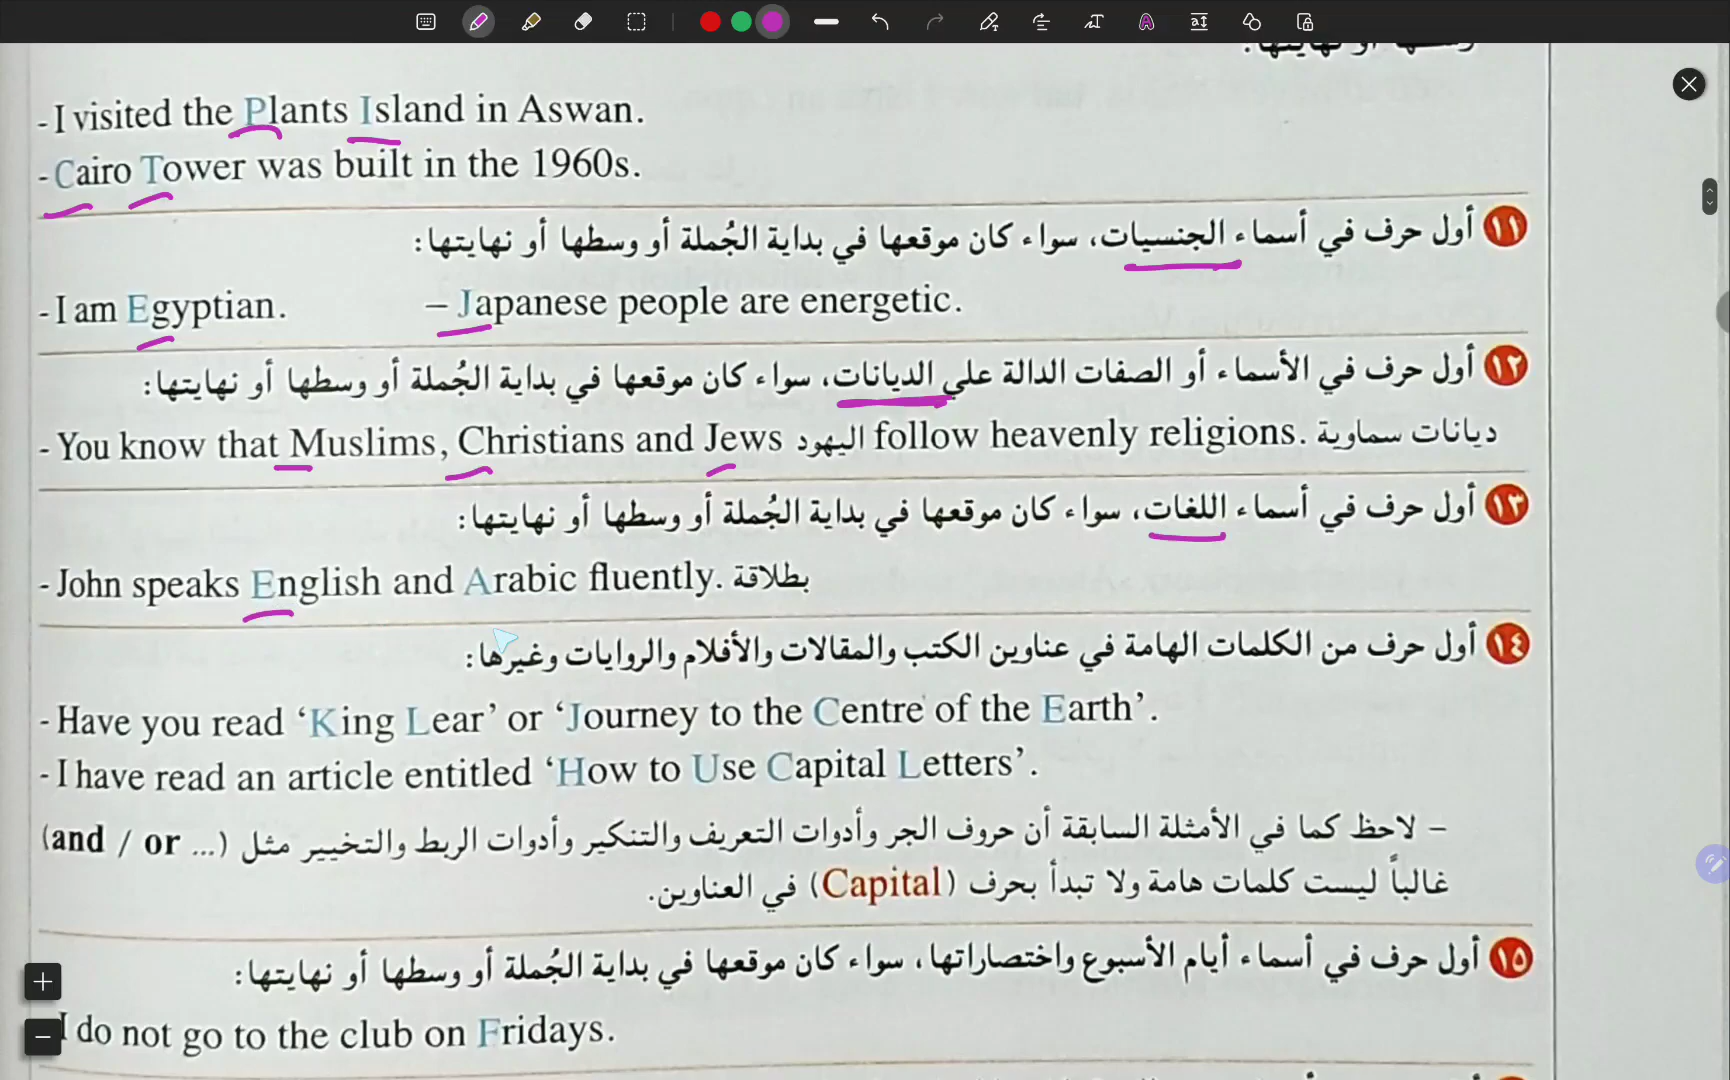 - I visited the Plants Island in Aswan.
- Cairo Tower was built in the 1960s.
١١ أول حرف في أسماء الجنسيات، سواء كان موقعها في بداية الجُملة أو وسطها أو نهايتها:
- I am Egyptian. – Japanese people are energetic.
١٢ أول حرف في الأسماء أو الصفات الدالة على الديانات، سواء كان موقعها في بداية الجُملة أو وسطها أو نهايتها:
- You know that Muslims, Christians and Jews اليهود follow heavenly religions. ديانات سماوية
١٣ أول حرف في أسماء اللغات، سواء كان موقعها في بداية الجُملة أو وسطها أو نهايتها:
- John speaks English and Arabic fluently. بطلاقة
١٤ أول حرف من الكلمات الهامة في عناوين الكتب والمقالات والأفلام والروايات وغيرها:
- Have you read ‘King Lear’ or ‘Journey to the Centre of the Earth’.
- I have read an article entitled ‘How to Use Capital Letters’.
– لاحظ كما في الأمثلة السابقة أن حروف الجر وأدوات التعريف والتنكير وأدوات الربط والتخيير مثل (... and / or)
غالباً ليست كلمات هامة ولا تبدأ بحرف (Capital) في العناوين.
١٥ أول حرف في أسماء أيام الأسبوع واختصاراتها، سواء كان موقعها في بداية الجُملة أو وسطها أو نهايتها:
I do not go to the club on Fridays.